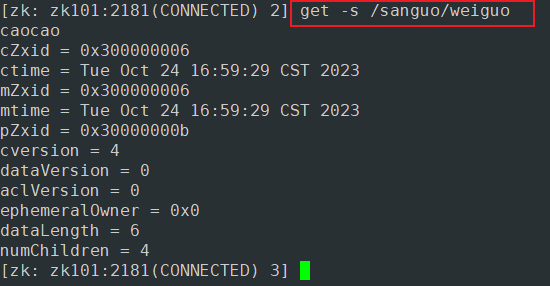 [zk: zk101:2181(CONNECTED) 2] get -s /sanguo/weiguo
caocao
cZxid = 0x300000006
ctime = Tue Oct 24 16:59:29 CST 2023
mZxid = 0x300000006
mtime = Tue Oct 24 16:59:29 CST 2023
pZxid = 0x30000000b
cversion = 4
dataVersion = 0
aclVersion = 0
ephemeralOwner = 0x0
dataLength = 6
numChildren = 4
[zk: zk101:2181(CONNECTED) 3]